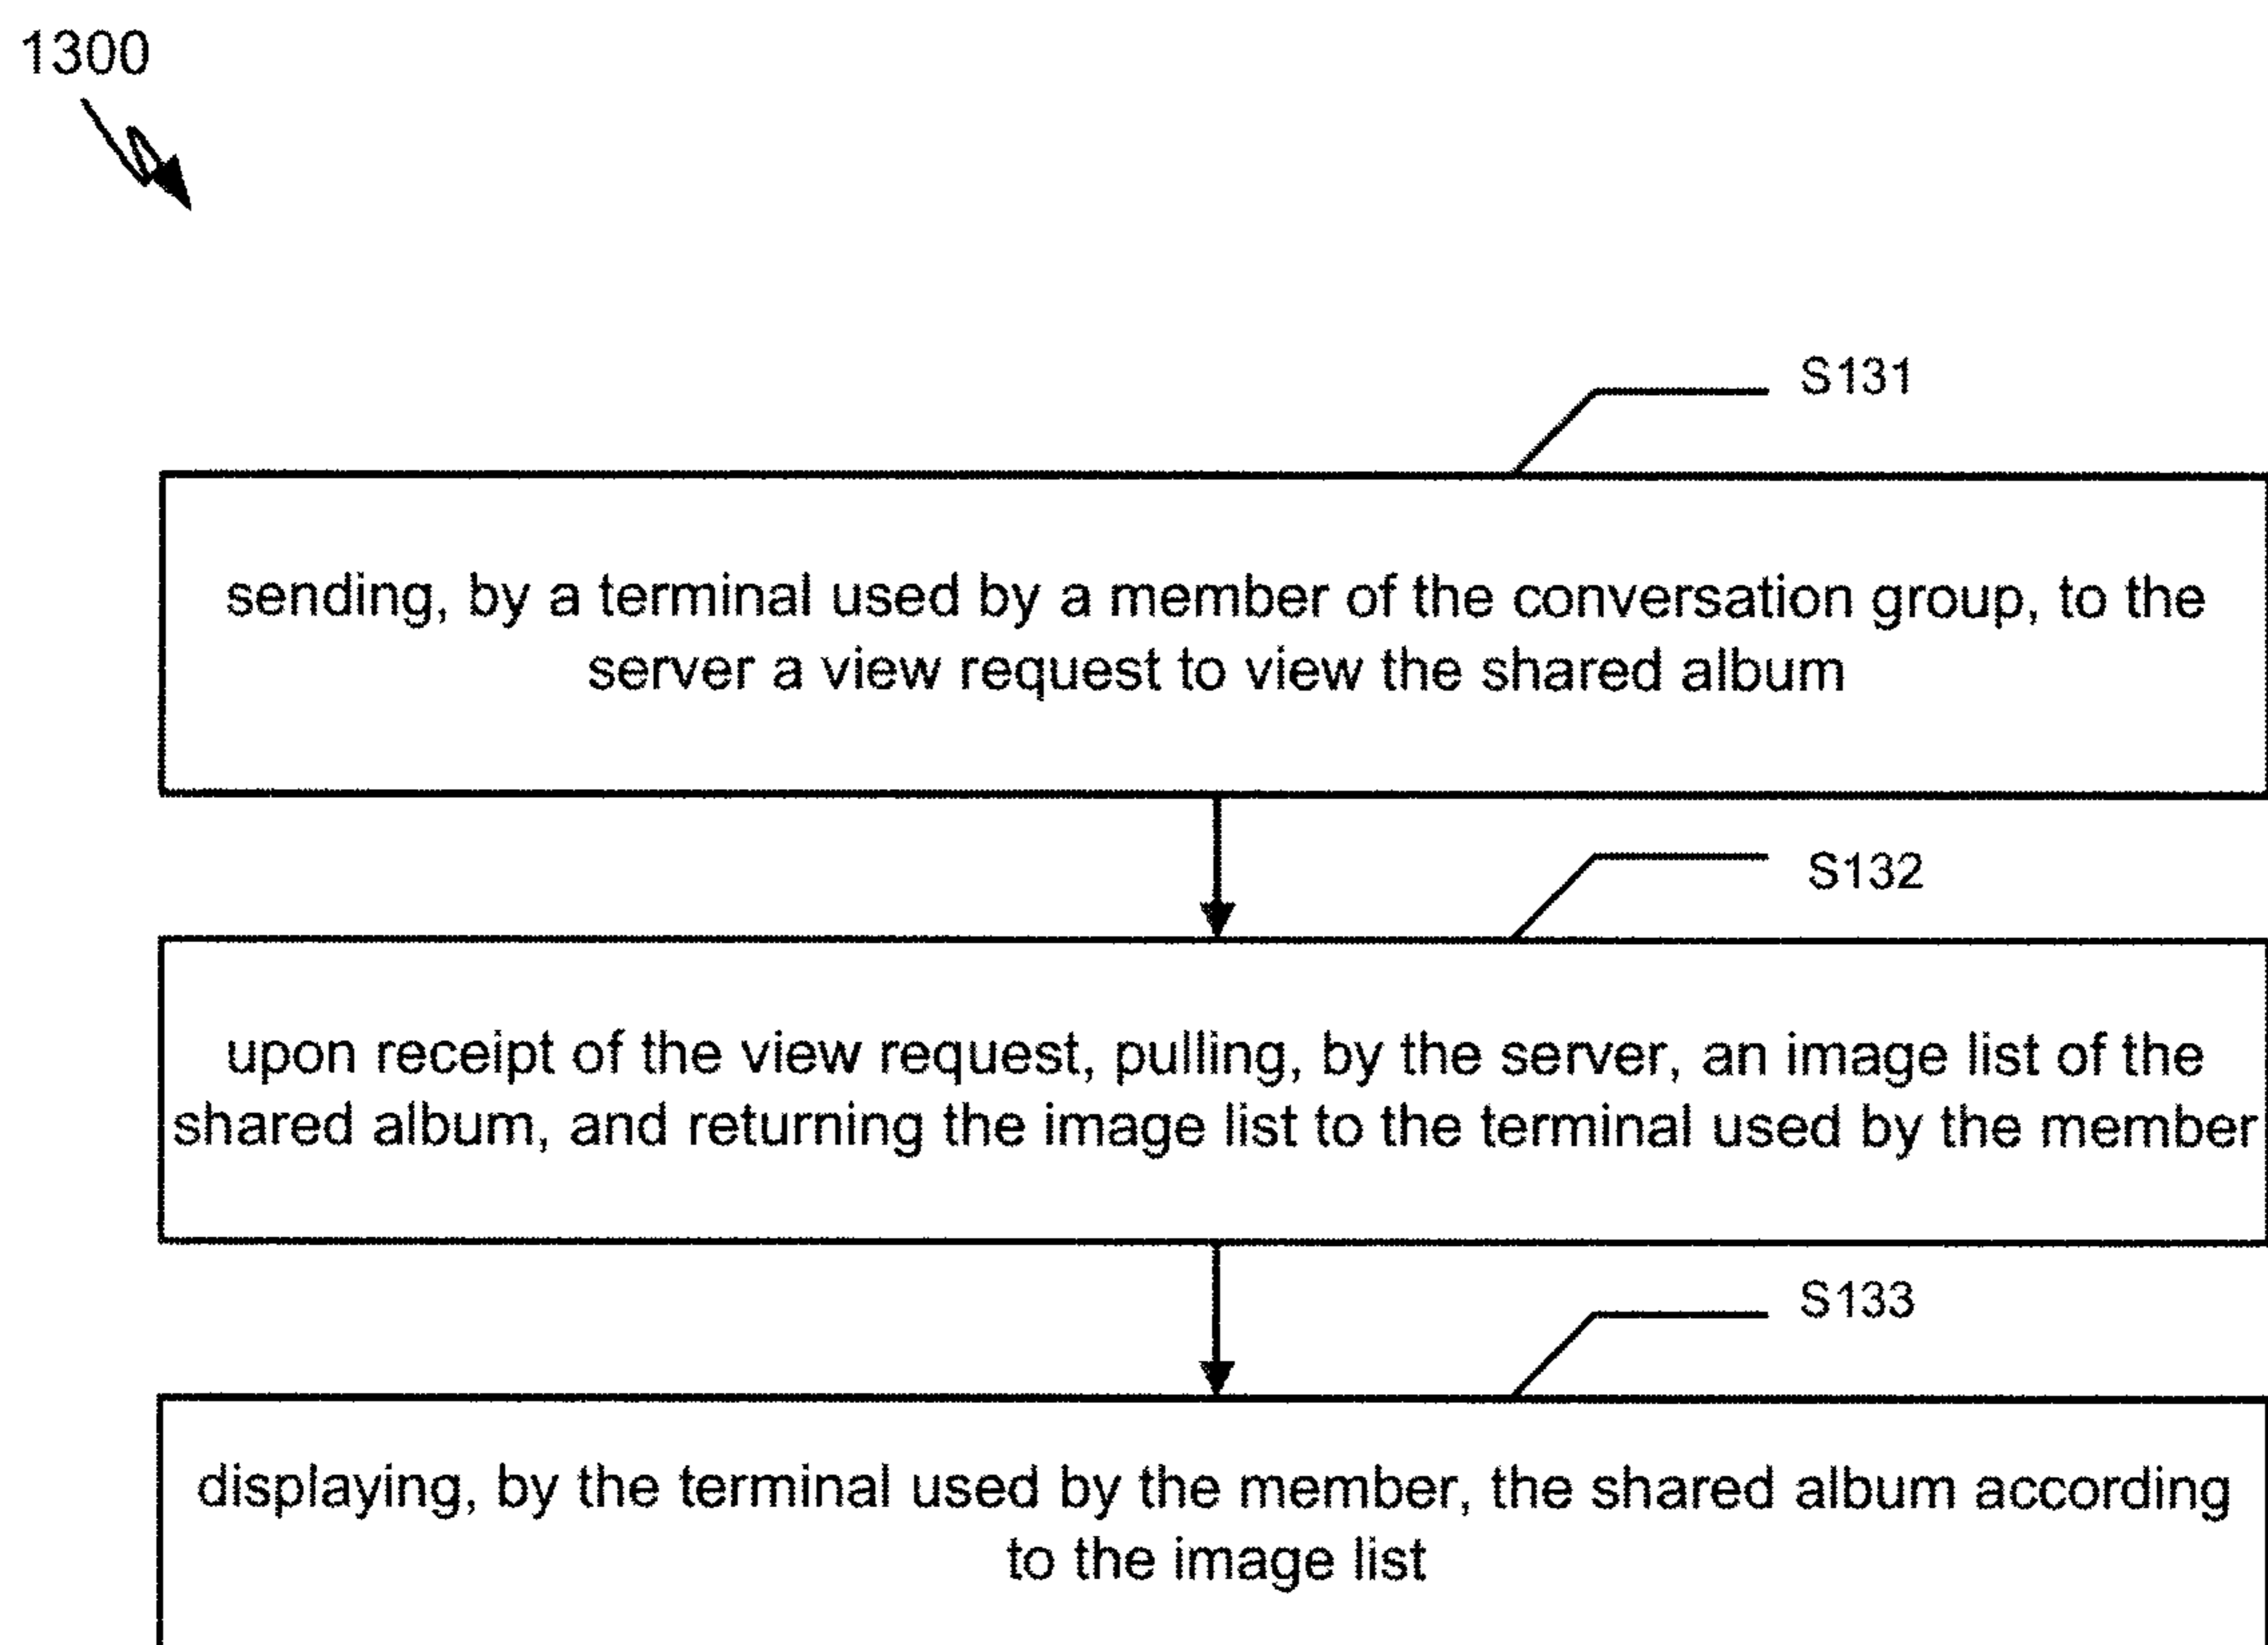 1300
S131
sending, by a terminal used by a member of the conversation group, to the
server a view request to view the shared album
S132
upon receipt of the view request, pulling, by the server, an image list of the
shared album, and returning the image list to the terminal used by the member
S133
displaying, by the terminal used by the member, the shared album according
to the image list